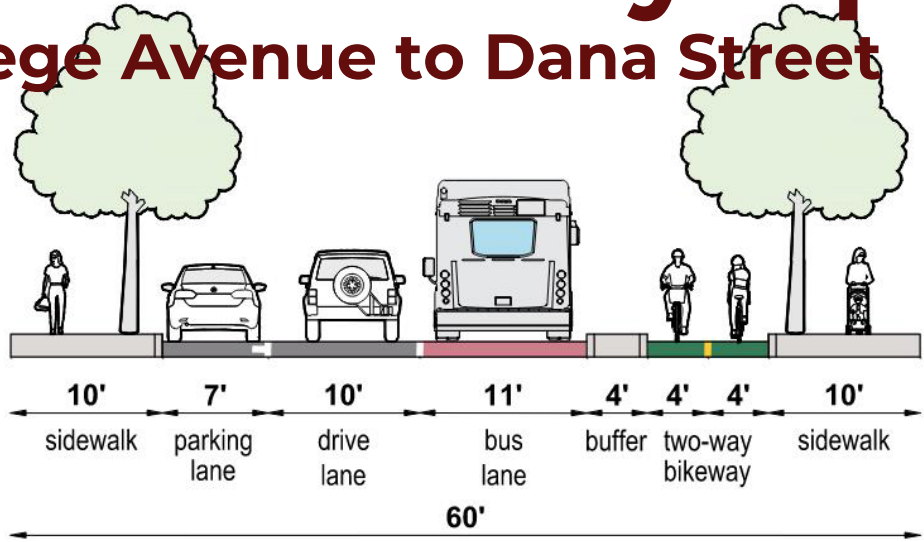 ege Avenue to Dana Street
10' 7' 10' 11' 4' 4' 4' 10'
sidewalk parking lane drive lane bus lane buffer two-way bikeway sidewalk
60'